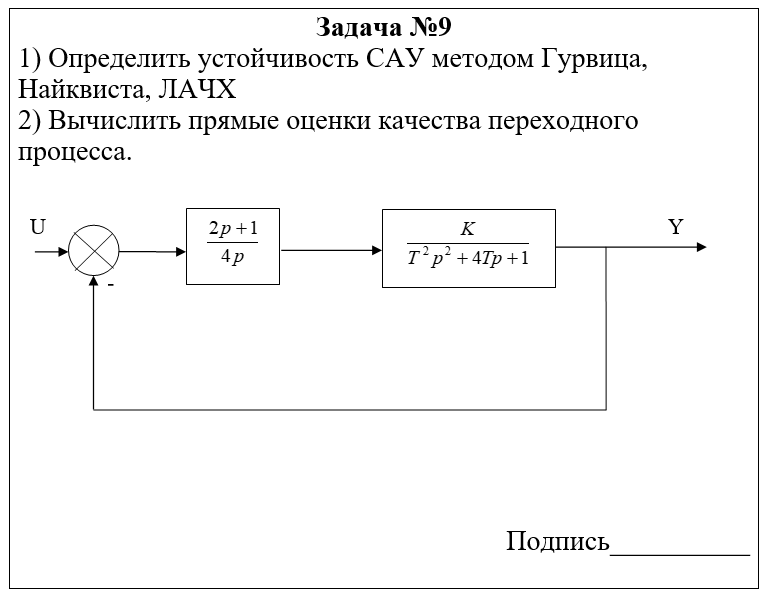 Задача №9
1) Определить устойчивость САУ методом Гурвица,
Найквиста, ЛАЧХ
2) Вычислить прямые оценки качества переходного
процесса.
U
2p +1
4p
K
T²p² + 4Tp +1
Y
-
Подпись___________